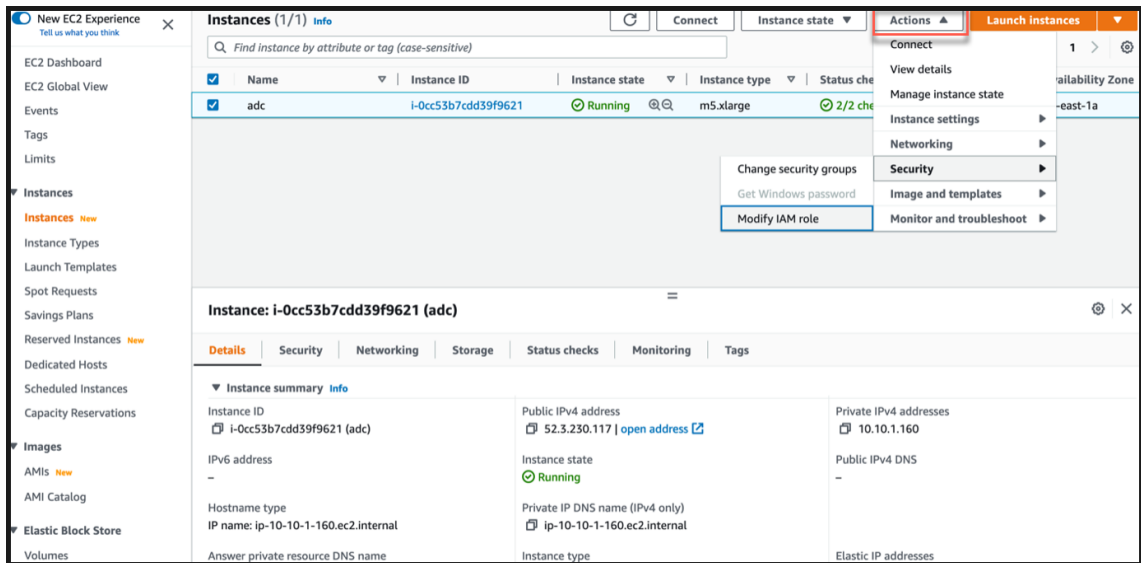 New EC2 Experience
Tell us what you think
EC2 Dashboard
EC2 Global View
Events
Tags
Limits
Instances
Instances New
Instance Types
Launch Templates
Spot Requests
Savings Plans
Reserved Instances New
Dedicated Hosts
Scheduled Instances
Capacity Reservations
Images
AMIs New
AMI Catalog
Elastic Block Store
Volumes
Instances (1/1) Info
Connect
Instance state
Actions
Launch instances
Find instance by attribute or tag (case-sensitive)
1
Name
Instance ID
Instance state
Instance type
Status che
vailability Zone
adc
i-0cc53b7cdd39f9621
Running
m5.xlarge
2/2 che
-east-1a
Connect
View details
Manage instance state
Instance settings
Networking
Security
Image and templates
Monitor and troubleshoot
Change security groups
Get Windows password
Modify IAM role
Instance: i-0cc53b7cdd39f9621 (adc)
Details
Security
Networking
Storage
Status checks
Monitoring
Tags
Instance summary Info
Instance ID
i-0cc53b7cdd39f9621 (adc)
Public IPv4 address
52.3.230.117 | open address
Private IPv4 addresses
10.10.1.160
IPv6 address
–
Instance state
Running
Public IPv4 DNS
–
Hostname type
IP name: ip-10-10-1-160.ec2.internal
Private IP DNS name (IPv4 only)
ip-10-10-1-160.ec2.internal
Answer private resource DNS name
Instance type
Elastic IP addresses